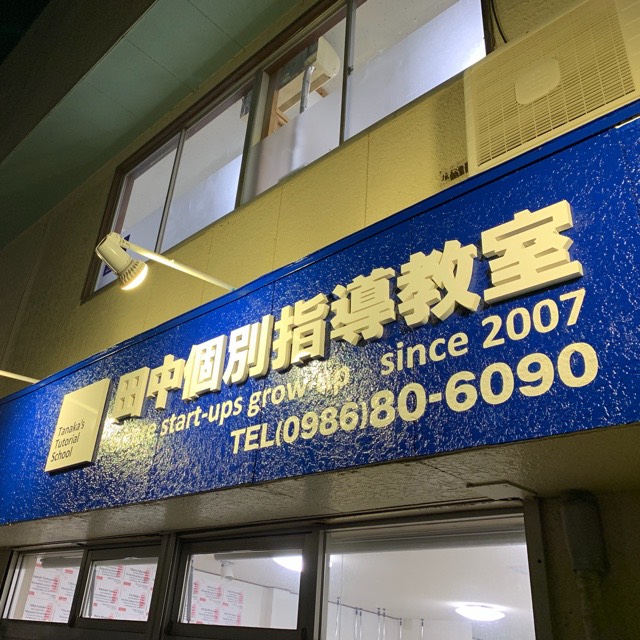 田中個別指導教室
start-ups grow up since 2007
TEL(0986)80-6090
Tanaka's
Tutorial
School